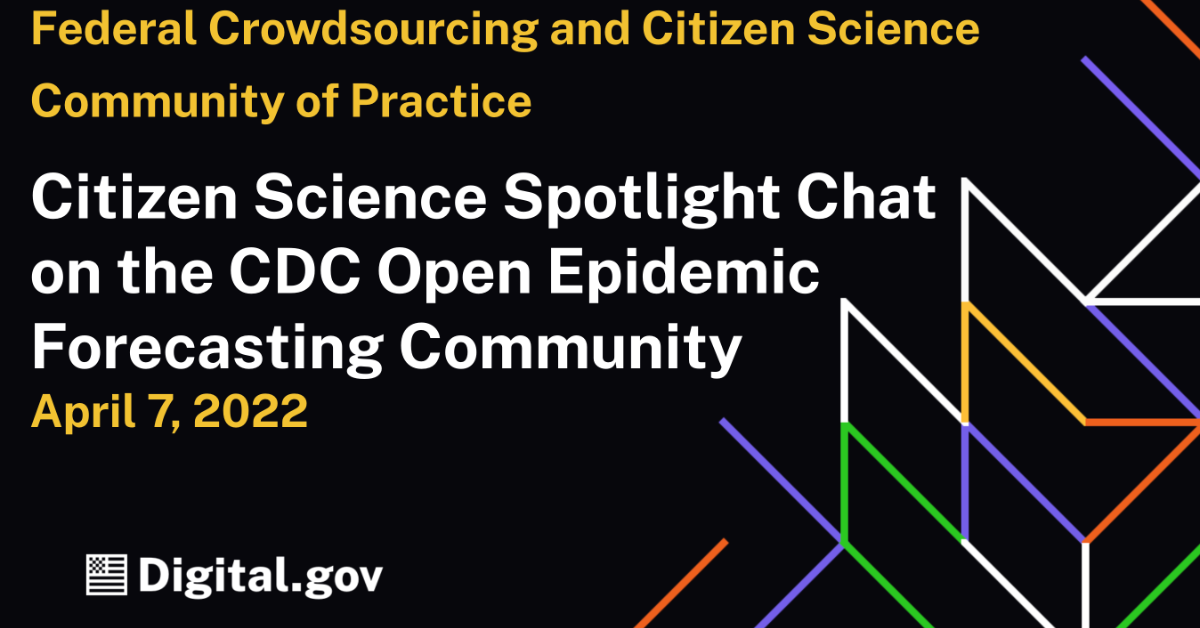 Federal Crowdsourcing and Citizen Science
Community of Practice
Citizen Science Spotlight Chat
on the CDC Open Epidemic
Forecasting Community
April 7, 2022
Digital.gov